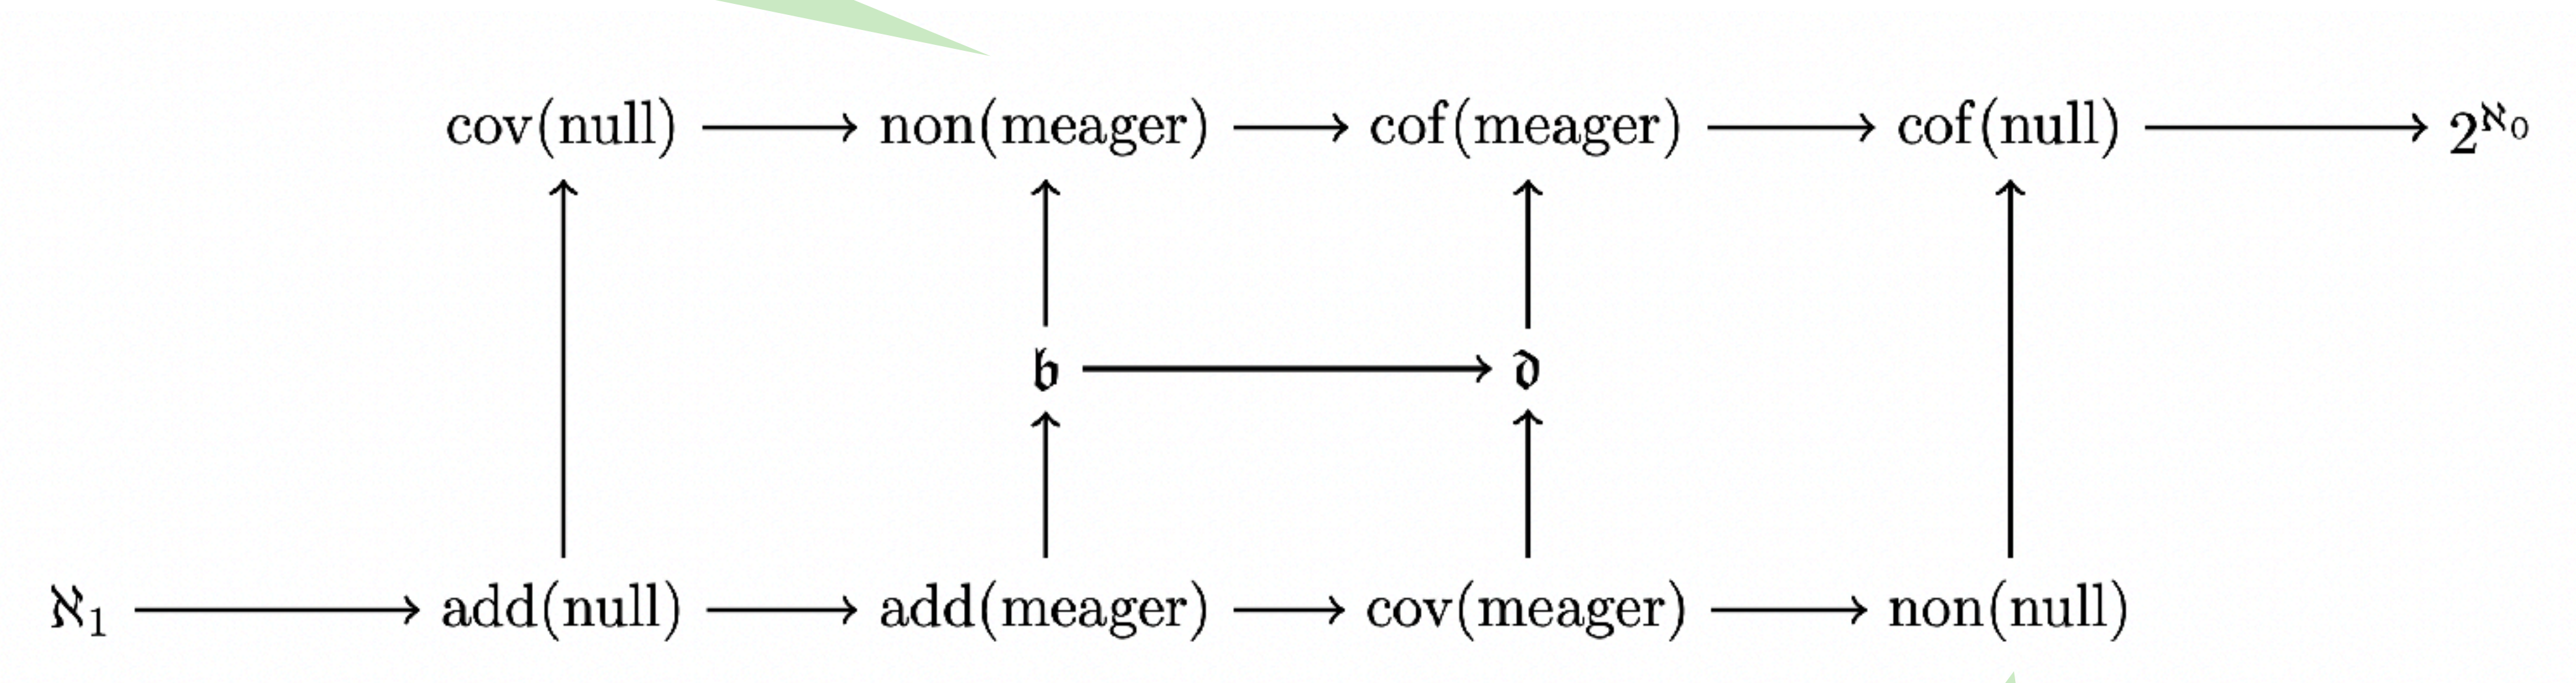 cov(null) → non(meager) → cof(meager) → cof(null) → 2^ℵ₀
𝔟 → 𝔡
ℵ₁ → add(null) → add(meager) → cov(meager) → non(null)